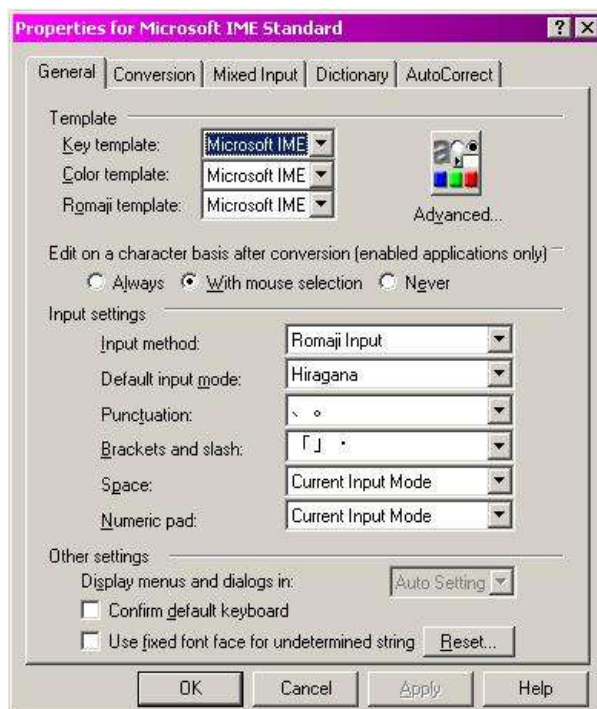 Properties for Microsoft IME Standard
General Conversion Mixed Input Dictionary AutoCorrect
Template
Key template: Microsoft IME
Color template: Microsoft IME
Romaji template: Microsoft IME
Advanced...
Edit on a character basis after conversion (enabled applications only)
Always With mouse selection Never
Input settings
Input method: Romaji Input
Default input mode: Hiragana
Punctuation: 、 。
Brackets and slash: 「」 ・
Space: Current Input Mode
Numeric pad: Current Input Mode
Other settings
Display menus and dialogs in: Auto Setting
Confirm default keyboard
Use fixed font face for undetermined string Reset...
OK Cancel Apply Help